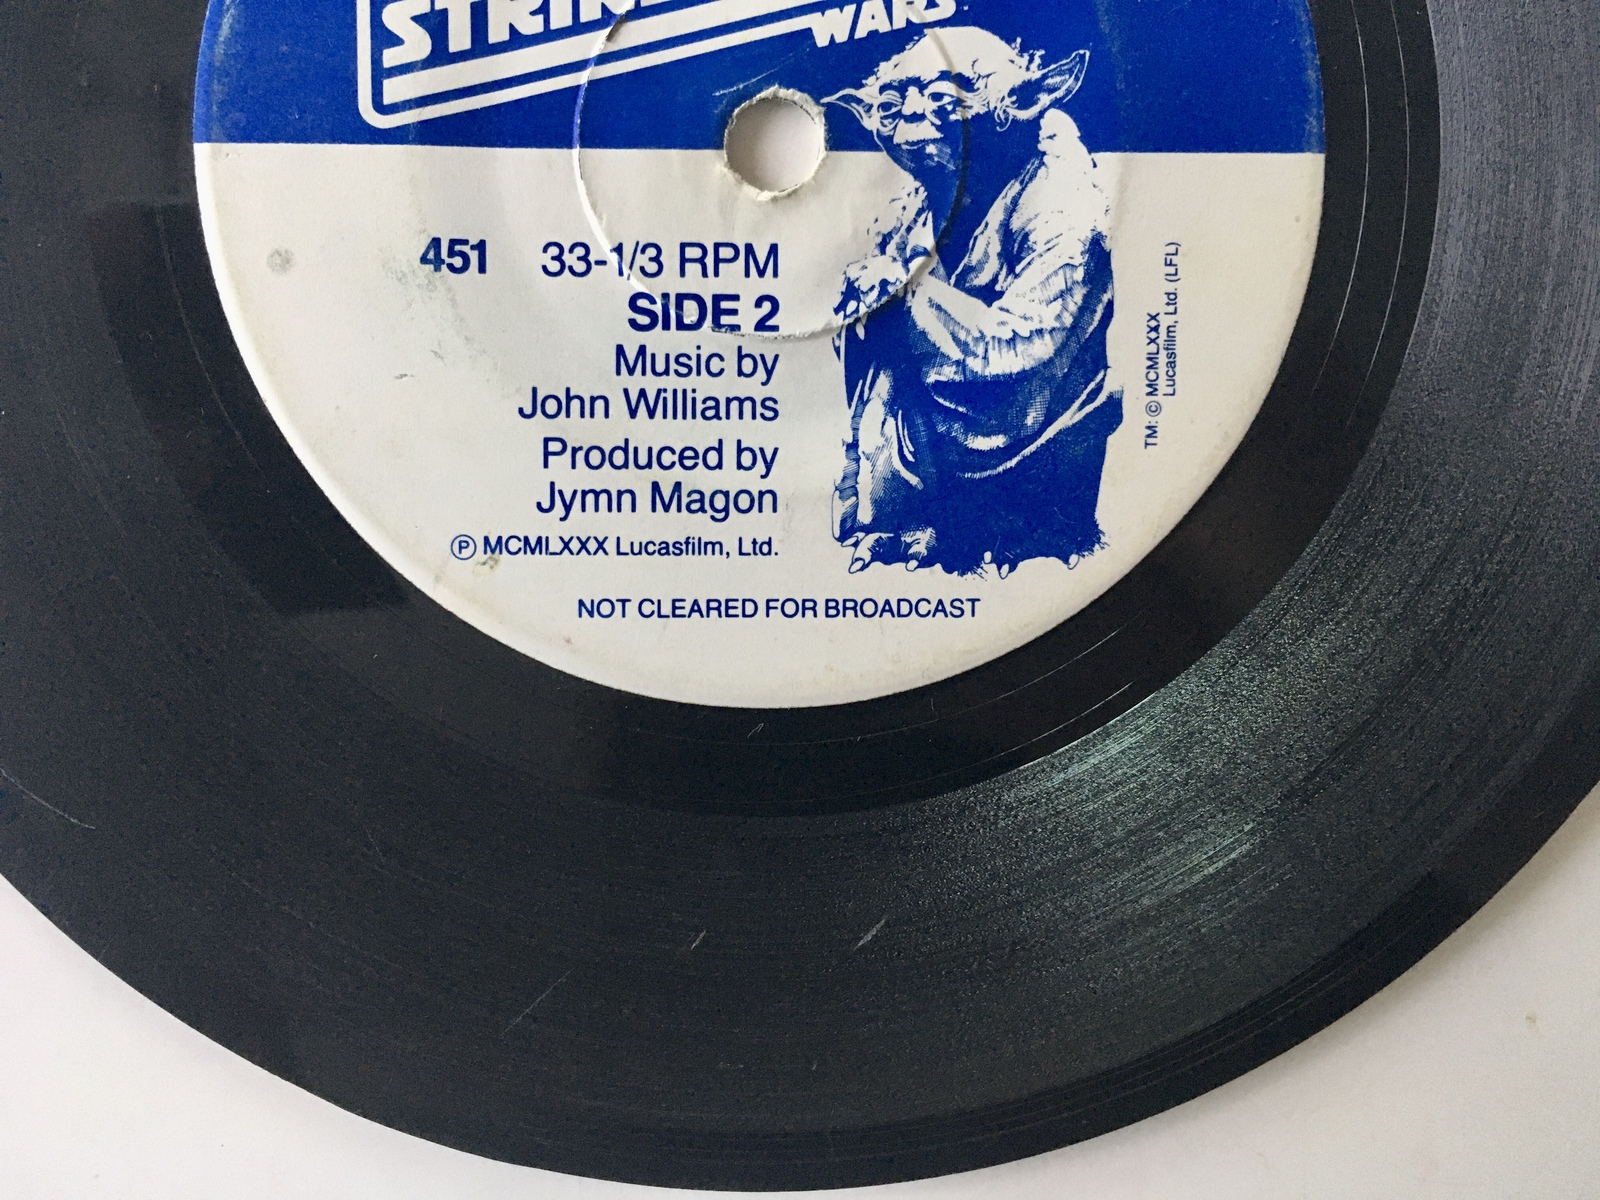 WARS
451 33-1/3 RPM
SIDE 2
Music by
John Williams
Produced by
Jymn Magon
Ⓟ MCMLXXX Lucasfilm, Ltd.
NOT CLEARED FOR BROADCAST
TM: © MCMLXXX
Lucasfilm, Ltd. (LFL)